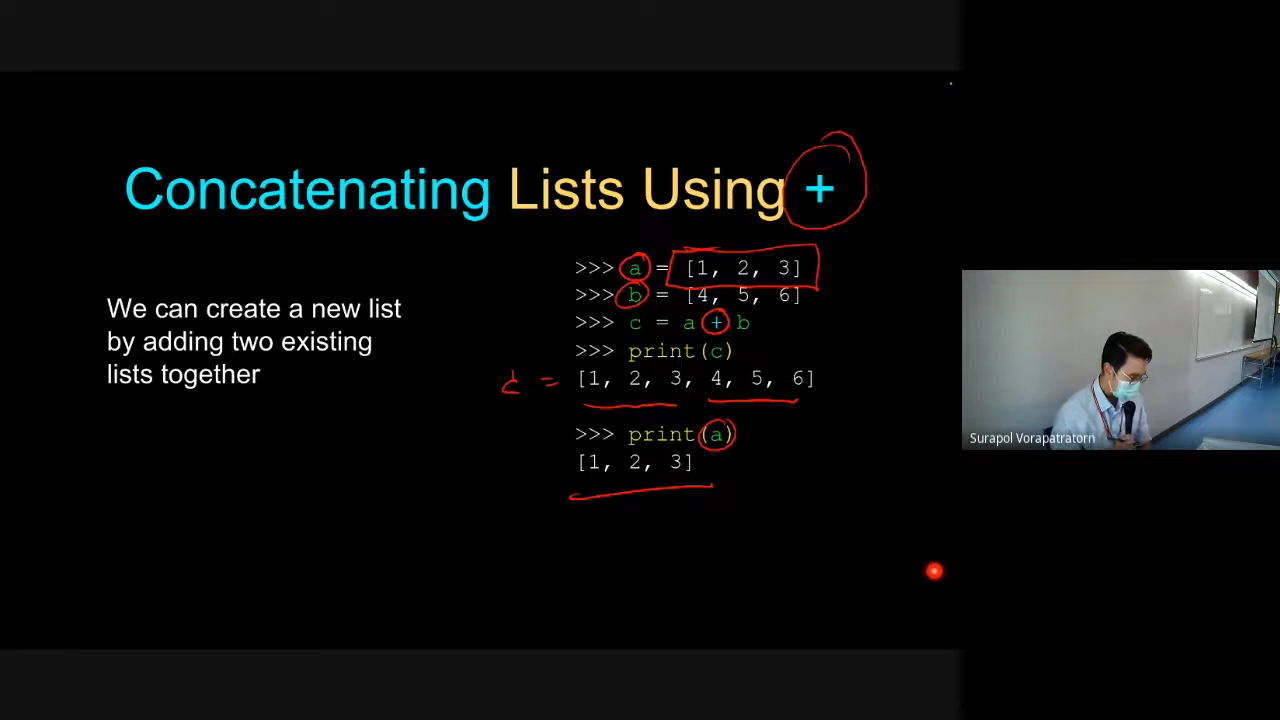 Concatenating Lists Using +
We can create a new list
by adding two existing
lists together
>>> a = [1, 2, 3]
>>> b = [4, 5, 6]
>>> c = a + b
>>> print(c)
c = [1, 2, 3, 4, 5, 6]
>>> print(a)
[1, 2, 3]
Surapol Vorapatratorn